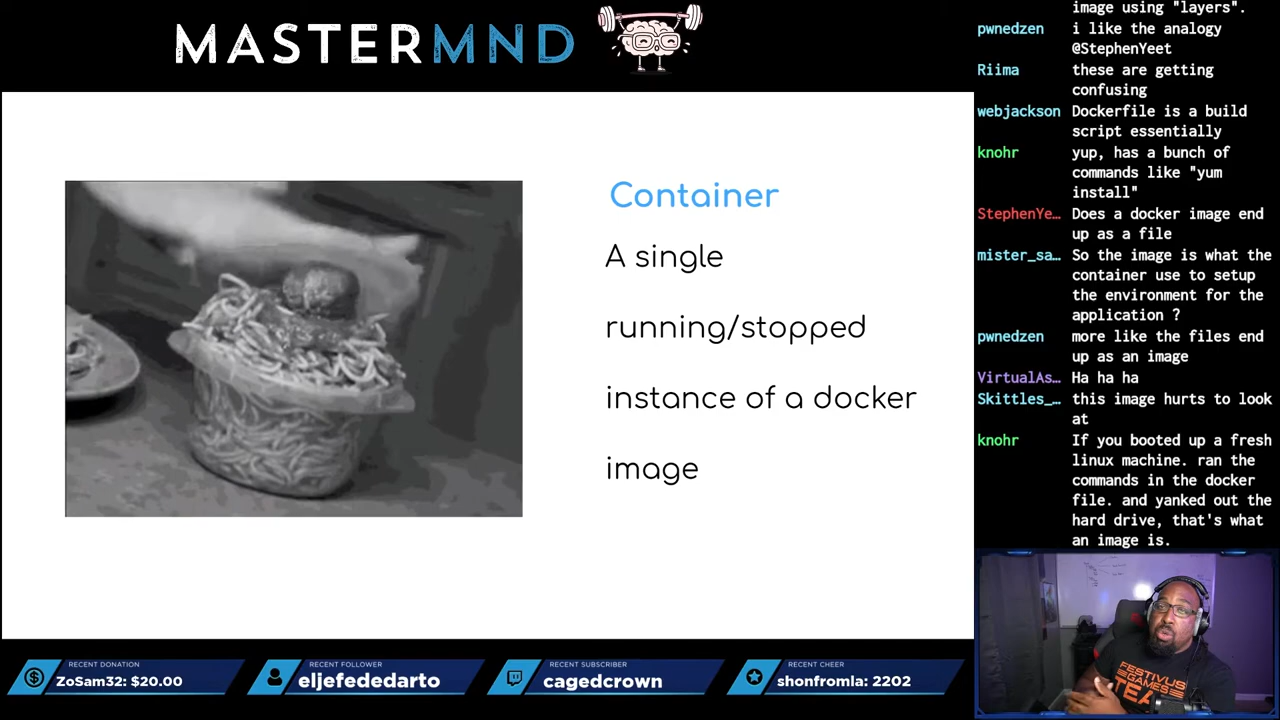 MASTERMND
Container
A single
running/stopped
instance of a docker
image
image using "layers".
pwnedzen i like the analogy
@StephenYeet
Riima these are getting
confusing
webjackson Dockerfile is a build
script essentially
knohr yup, has a bunch of
commands like "yum
install"
StephenYe… Does a docker image end
up as a file
mister_sa… So the image is what the
container use to setup
the environment for the
application ?
pwnedzen more like the files end
up as an image
VirtualAs… Ha ha ha
Skittles_… this image hurts to look
at
knohr If you booted up a fresh
linux machine. ran the
commands in the docker
file. and yanked out the
hard drive, that's what
an image is.
FESTIVUS
GAMES
TEA
RECENT DONATION
ZoSam32: $20.00
RECENT FOLLOWER
eljefededarto
RECENT SUBSCRIBER
cagedcrown
RECENT CHEER
shonfromla: 2202